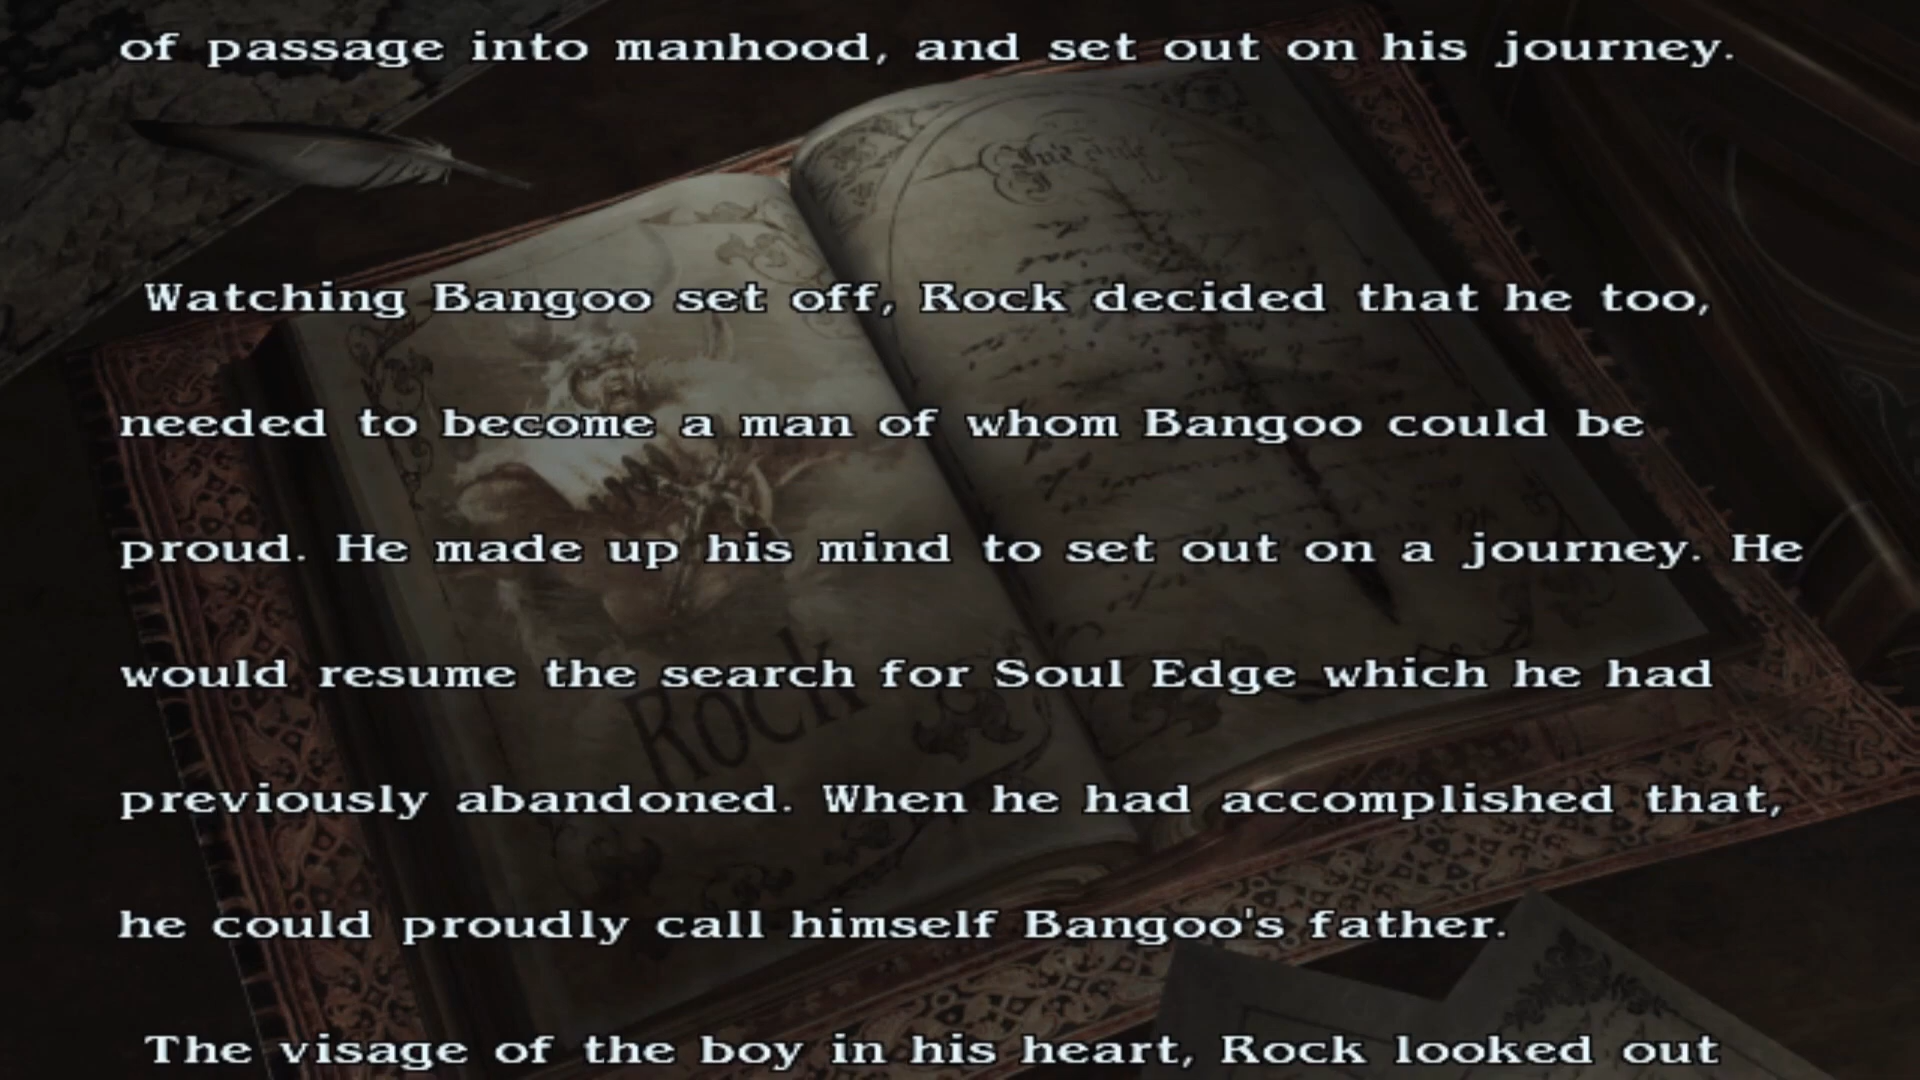 of passage into manhood, and set out on his journey.
Watching Bangoo set off, Rock decided that he too,
needed to become a man of whom Bangoo could be
proud. He made up his mind to set out on a journey. He
would resume the search for Soul Edge which he had
Rock
previously abandoned. When he had accomplished that,
he could proudly call himself Bangoo's father.
The visage of the boy in his heart, Rock looked out